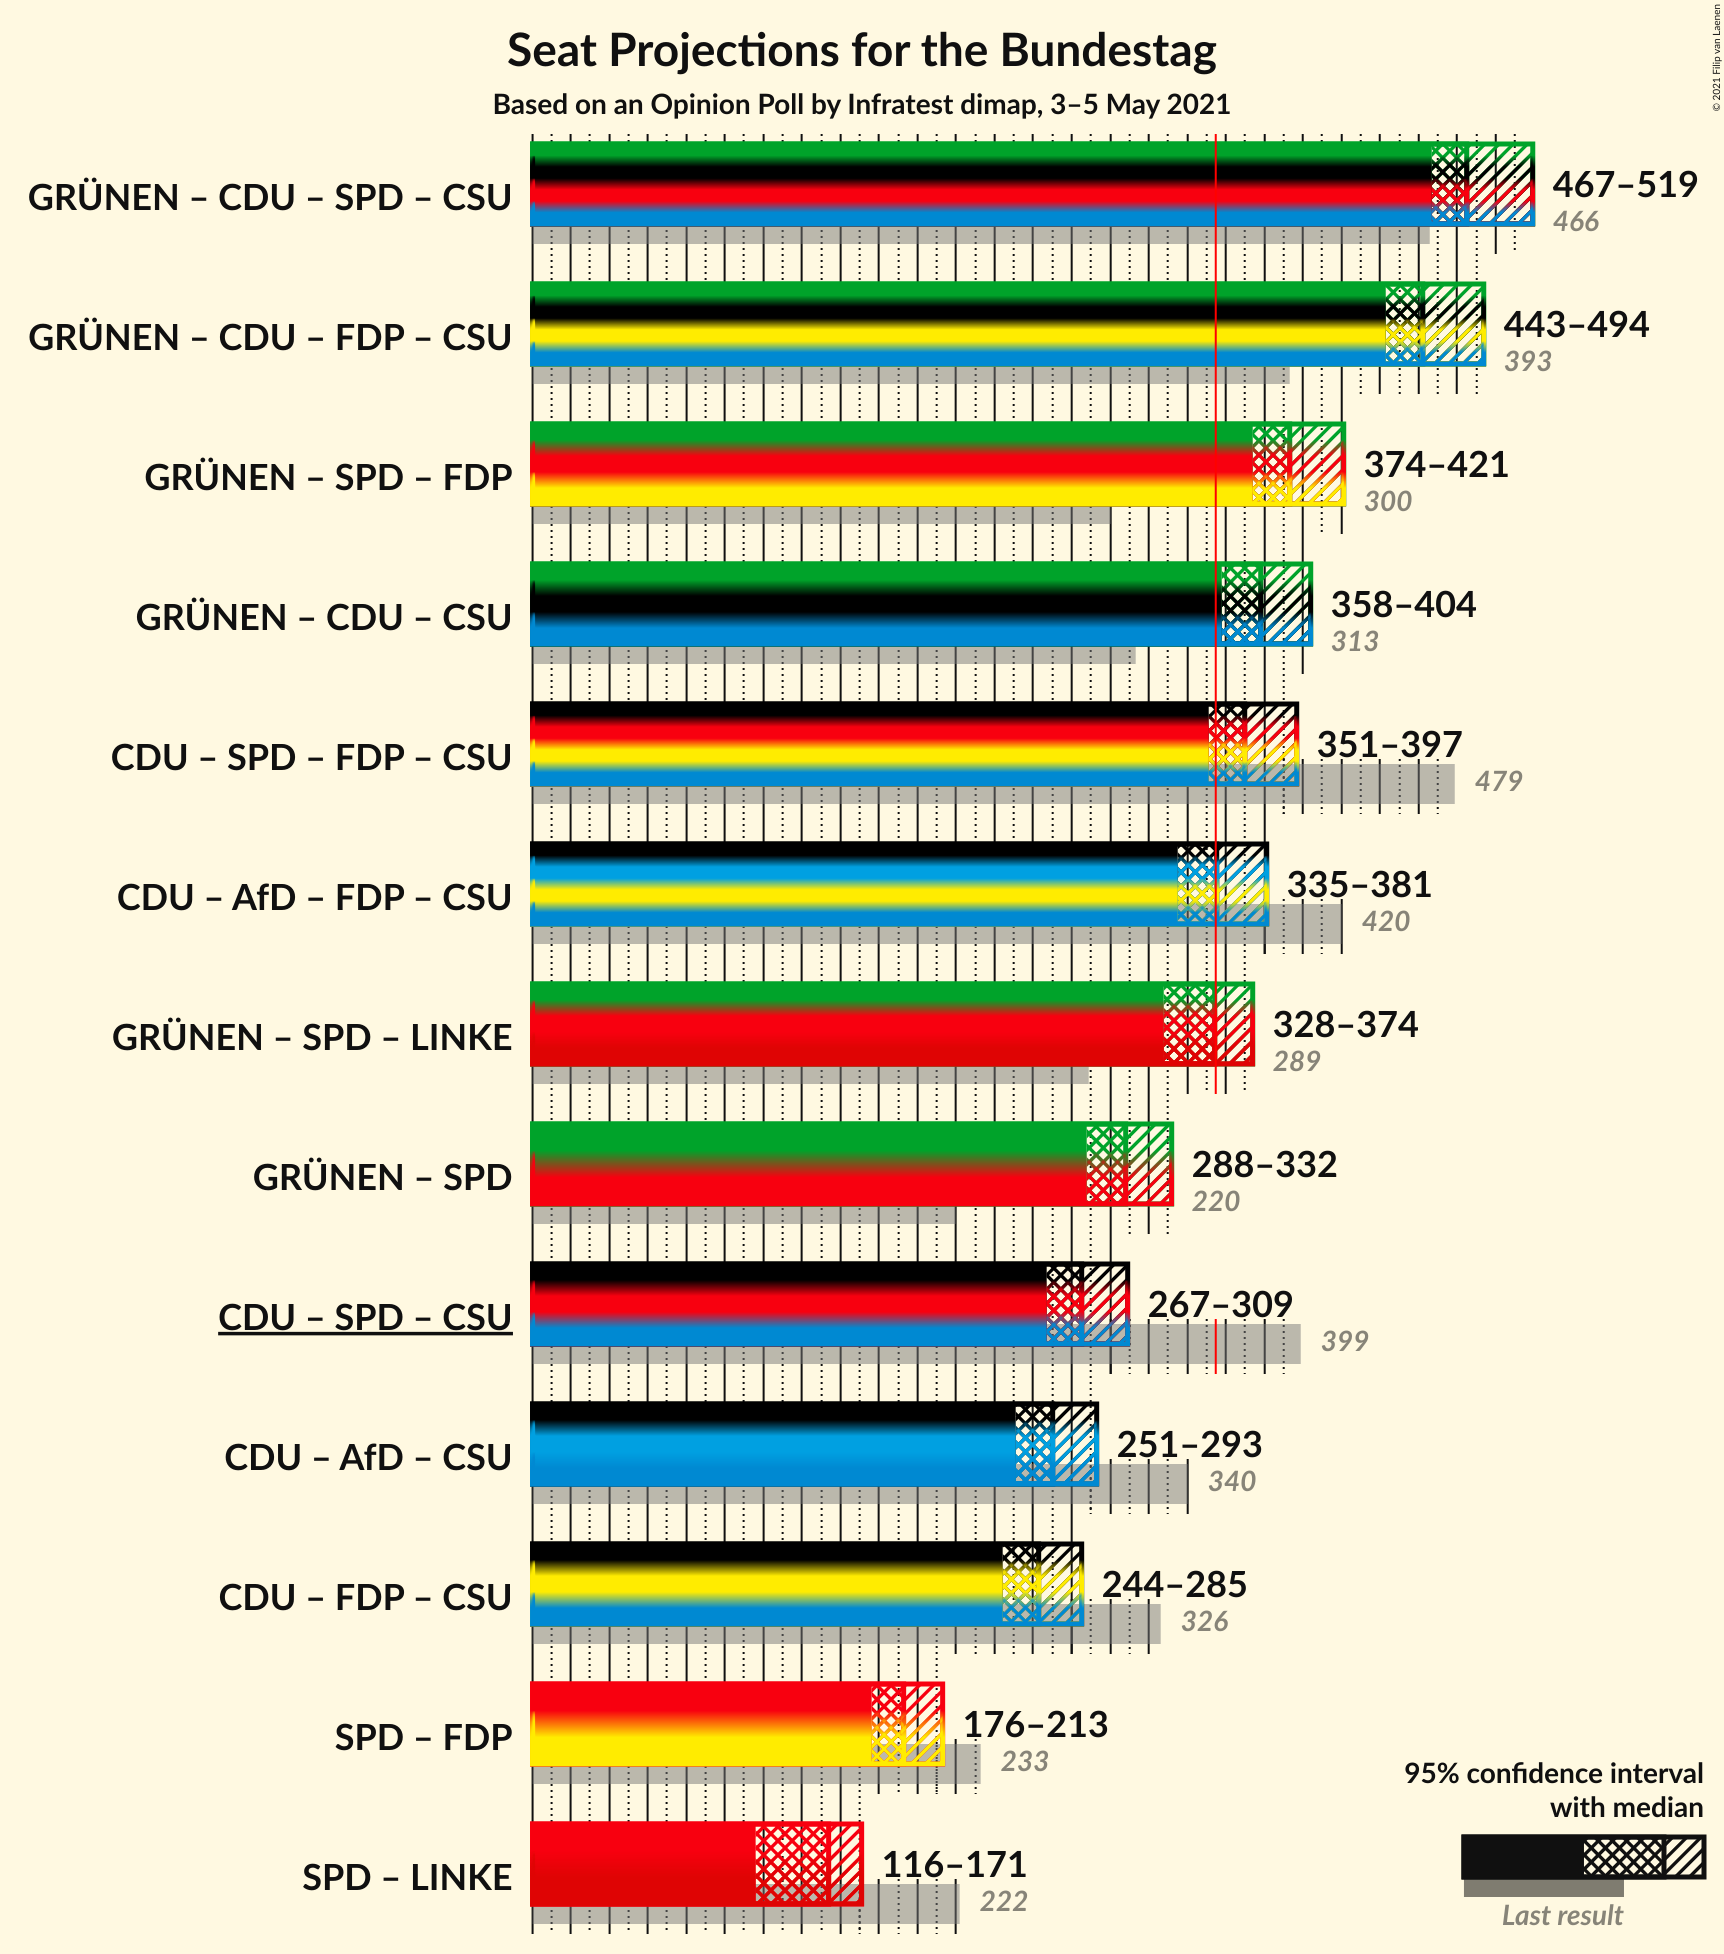 Seat Projections for the Bundestag
Based on an Opinion Poll by Infratest dimap, 3–5 May 2021
© 2021 Filip van Laenen
GRÜNEN – CDU – SPD – CSU
467–519
466
GRÜNEN – CDU – FDP – CSU
443–494
393
GRÜNEN – SPD – FDP
374–421
300
GRÜNEN – CDU – CSU
358–404
313
CDU – SPD – FDP – CSU
351–397
479
CDU – AfD – FDP – CSU
335–381
420
GRÜNEN – SPD – LINKE
328–374
289
GRÜNEN – SPD
288–332
220
CDU – SPD – CSU
267–309
399
CDU – AfD – CSU
251–293
340
CDU – FDP – CSU
244–285
326
SPD – FDP
176–213
233
SPD – LINKE
116–171
222
95% confidence interval
with median
Last result